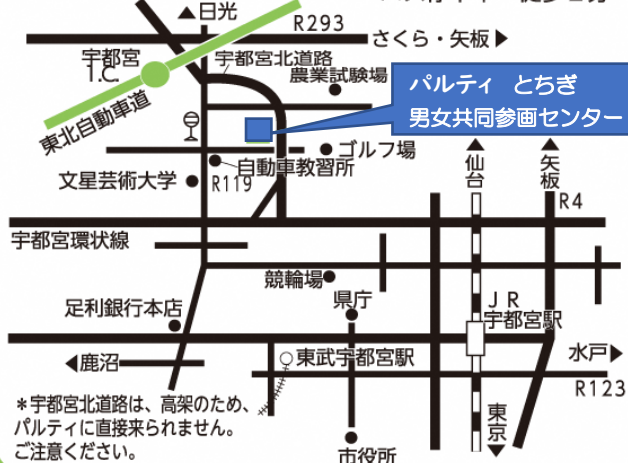 ▲日光
R293
さくら・矢板▶
宇都宮
I.C.
宇都宮北道路
農業試験場
東北自動車道
パルティ とちぎ
男女共同参画センター
ゴルフ場
自動車教習所
文星芸術大学
R119
▲仙台
▲矢板
R4
宇都宮環状線
競輪場
県庁
足利銀行本店
JR
宇都宮駅
◀鹿沼
東武宇都宮駅
水戸▶
R123
東京▼
市役所
*宇都宮北道路は、高架のため、
パルティに直接来られません。
ご注意ください。